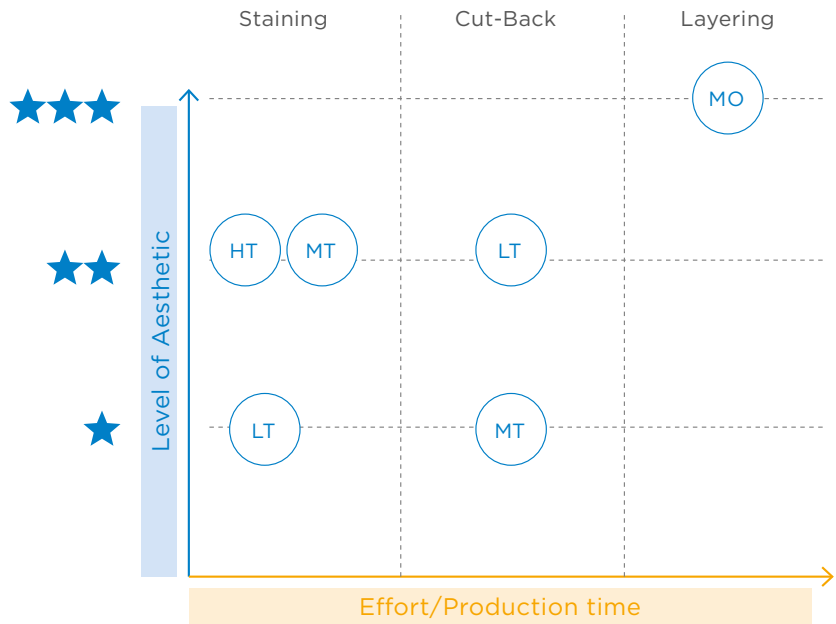 Staining
Cut-Back
Layering
MO
HT
MT
LT
LT
MT
Level of Aesthetic
Effort/Production time